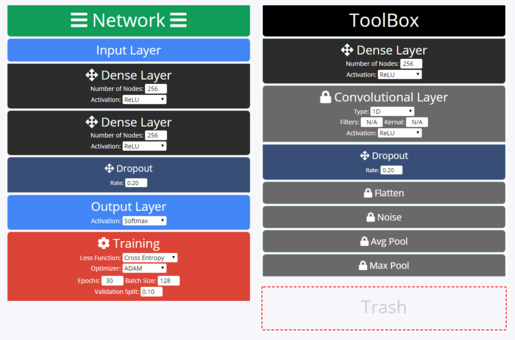 Network
Input Layer
Dense Layer
Number of Nodes: 256
Activation: ReLU
Dense Layer
Number of Nodes: 256
Activation: ReLU
Dropout
Rate: 0.20
Output Layer
Activation: Softmax
Training
Loss Function: Cross Entropy
Optimizer: ADAM
Epochs: 30 Batch Size: 128
Validation Split: 0.10
ToolBox
Dense Layer
Number of Nodes: 256
Activation: ReLU
Convolutional Layer
Type: 1D
Filters: N/A Kernal: N/A
Activation: ReLU
Dropout
Rate: 0.20
Flatten
Noise
Avg Pool
Max Pool
Trash